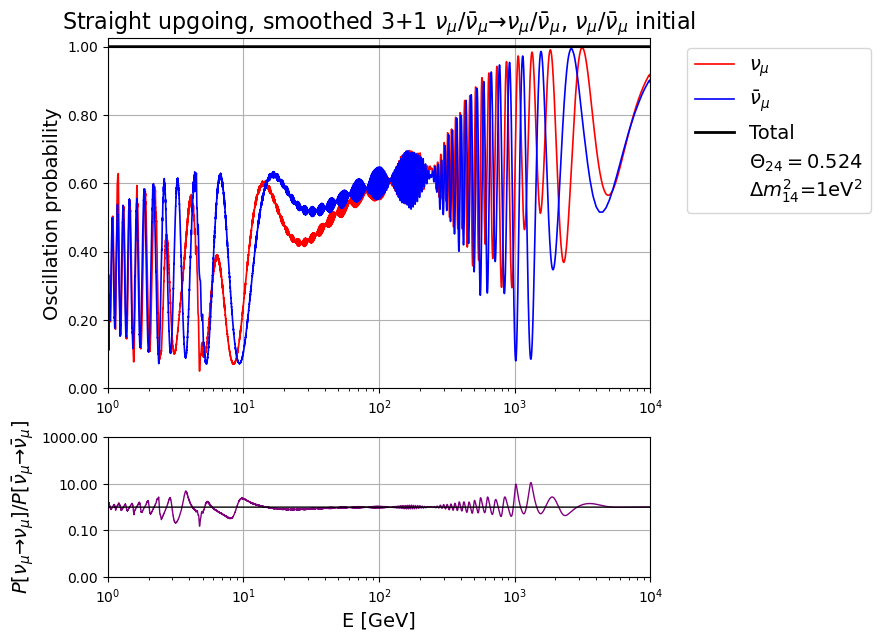 Straight upgoing, smoothed 3+1 νμ/ν̄μ→νμ/ν̄μ, νμ/ν̄μ initial
Oscillation probability
1.00
0.80
0.60
0.40
0.20
0.00
10⁰ 10¹ 10² 10³ 10⁴
νμ
ν̄μ
Total
Θ₂₄ = 0.524
Δm²₁₄=1eV²
P[νμ→νμ]/P[ν̄μ→ν̄μ]
1000.00
10.00
0.10
0.00
10⁰ 10¹ 10² 10³ 10⁴
E [GeV]